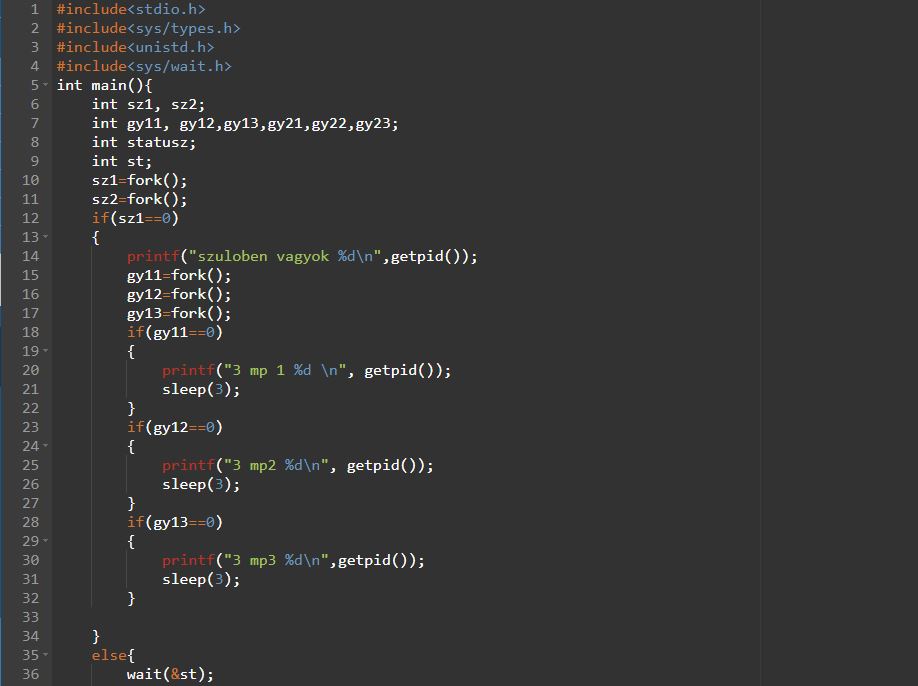 1 #include<stdio.h>
2 #include<sys/types.h>
3 #include<unistd.h>
4 #include<sys/wait.h>
5 int main(){
6 int sz1, sz2;
7 int gy11, gy12,gy13,gy21,gy22,gy23;
8 int statusz;
9 int st;
10 sz1=fork();
11 sz2=fork();
12 if(sz1==0)
13 {
14 printf("szuloben vagyok %d\n",getpid());
15 gy11=fork();
16 gy12=fork();
17 gy13=fork();
18 if(gy11==0)
19 {
20 printf("3 mp 1 %d \n", getpid());
21 sleep(3);
22 }
23 if(gy12==0)
24 {
25 printf("3 mp2 %d\n", getpid());
26 sleep(3);
27 }
28 if(gy13==0)
29 {
30 printf("3 mp3 %d\n",getpid());
31 sleep(3);
32 }
33
34 }
35 else{
36 wait(&st);